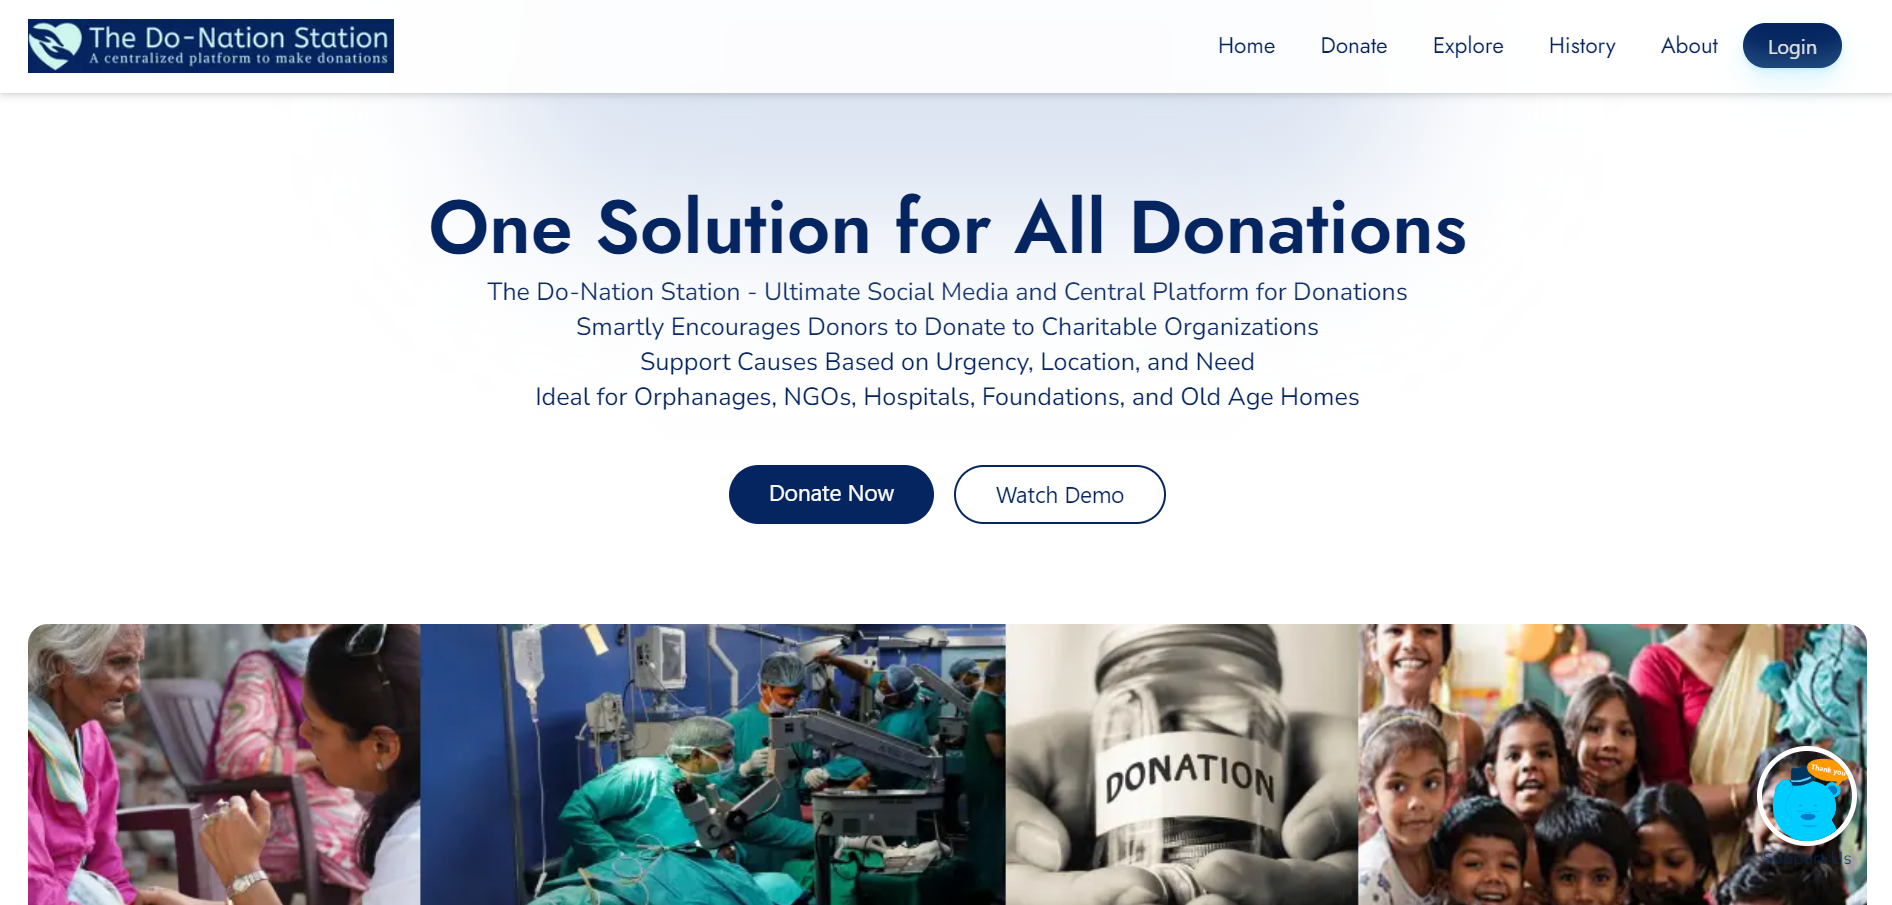 The Do-Nation Station
A centralized platform to make donations
Home
Donate
Explore
History
About
Login
One Solution for All Donations
The Do-Nation Station - Ultimate Social Media and Central Platform for Donations
Smartly Encourages Donors to Donate to Charitable Organizations
Support Causes Based on Urgency, Location, and Need
Ideal for Orphanages, NGOs, Hospitals, Foundations, and Old Age Homes
Donate Now
Watch Demo
DONATION
Thank you
Support Us